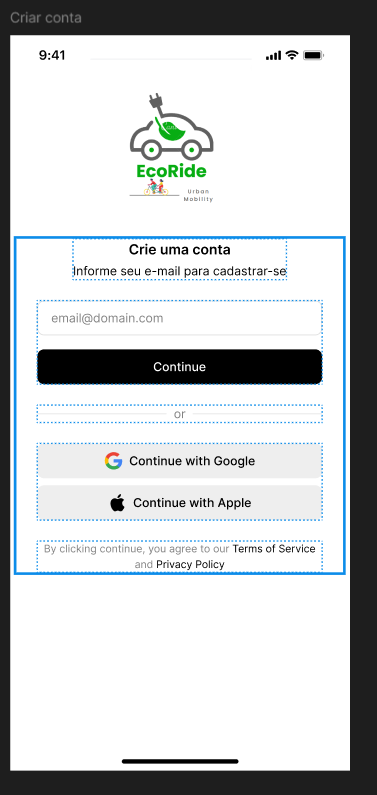 Criar conta
9:41
EcoRide
Urban
Mobility
Crie uma conta
Informe seu e-mail para cadastrar-se
email@domain.com
Continue
or
Continue with Google
Continue with Apple
By clicking continue, you agree to our Terms of Service
and Privacy Policy